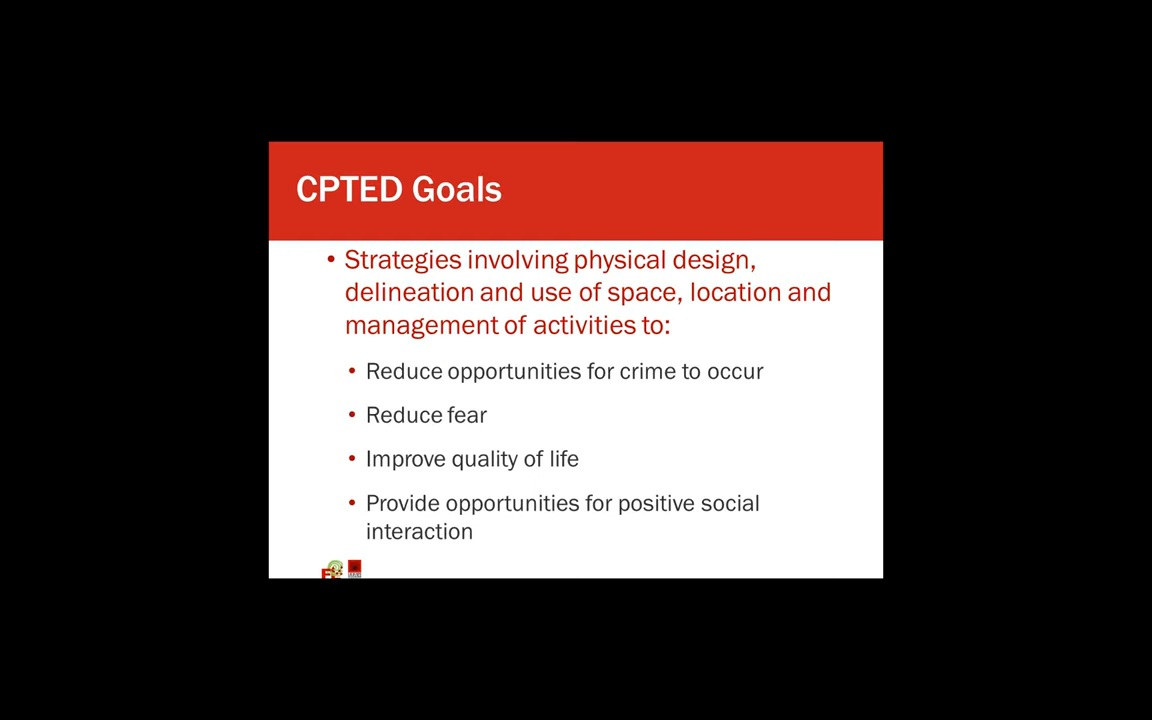 CPTED Goals
• Strategies involving physical design,
delineation and use of space, location and
management of activities to:
• Reduce opportunities for crime to occur
• Reduce fear
• Improve quality of life
• Provide opportunities for positive social
interaction